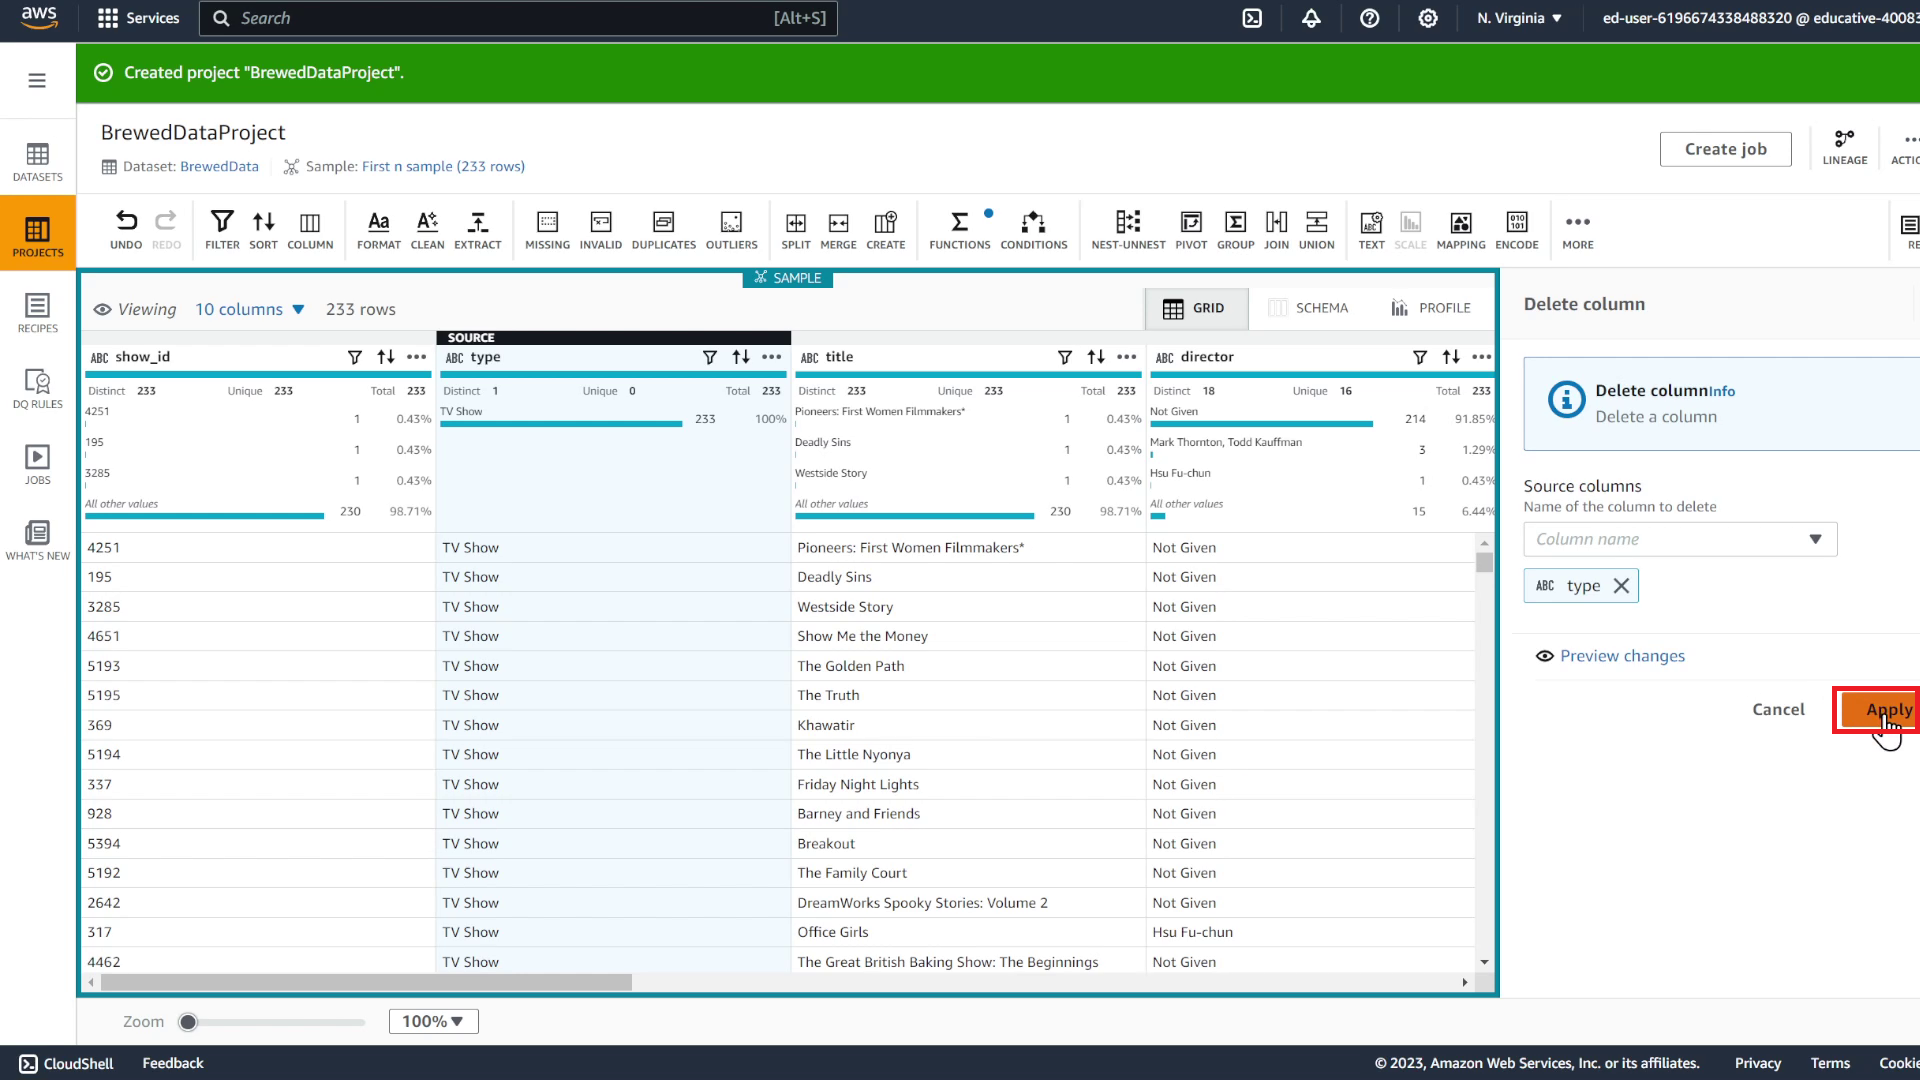 aws Services Search [Alt+S] N. Virginia ▼ ed-user-6196674338488320 @ educative-40083
Created project "BrewedDataProject".
BrewedDataProject
Dataset: BrewedData Sample: First n sample (233 rows)
Create job LINEAGE ACTIO
DATASETS
PROJECTS
RECIPES
DQ RULES
JOBS
WHAT'S NEW
UNDO REDO FILTER SORT COLUMN FORMAT CLEAN EXTRACT MISSING INVALID DUPLICATES OUTLIERS SPLIT MERGE CREATE FUNCTIONS CONDITIONS NEST-UNNEST PIVOT GROUP JOIN UNION TEXT SCALE MAPPING ENCODE MORE RE
SAMPLE
Viewing 10 columns ▼ 233 rows GRID SCHEMA PROFILE
SOURCE
ABC show_id ABC type ABC title ABC director
Distinct 233 Unique 233 Total 233 Distinct 1 Unique 0 Total 233 Distinct 233 Unique 233 Total 233 Distinct 18 Unique 16 Total 233
4251 1 0.43% TV Show 233 100% Pioneers: First Women Filmmakers* 1 0.43% Not Given 214 91.85%
195 1 0.43% Deadly Sins 1 0.43% Mark Thornton, Todd Kauffman 3 1.29%
3285 1 0.43% Westside Story 1 0.43% Hsu Fu-chun 1 0.43%
All other values 230 98.71% All other values 230 98.71% All other values 15 6.44%
4251 TV Show Pioneers: First Women Filmmakers* Not Given
195 TV Show Deadly Sins Not Given
3285 TV Show Westside Story Not Given
4651 TV Show Show Me the Money Not Given
5193 TV Show The Golden Path Not Given
5195 TV Show The Truth Not Given
369 TV Show Khawatir Not Given
5194 TV Show The Little Nyonya Not Given
337 TV Show Friday Night Lights Not Given
928 TV Show Barney and Friends Not Given
5394 TV Show Breakout Not Given
5192 TV Show The Family Court Not Given
2642 TV Show DreamWorks Spooky Stories: Volume 2 Not Given
317 TV Show Office Girls Hsu Fu-chun
4462 TV Show The Great British Baking Show: The Beginnings Not Given
Delete column
Delete columnInfo
Delete a column
Source columns
Name of the column to delete
Column name
ABC type
Preview changes
Cancel Apply
Zoom 100% ▼
CloudShell Feedback © 2023, Amazon Web Services, Inc. or its affiliates. Privacy Terms Cookie